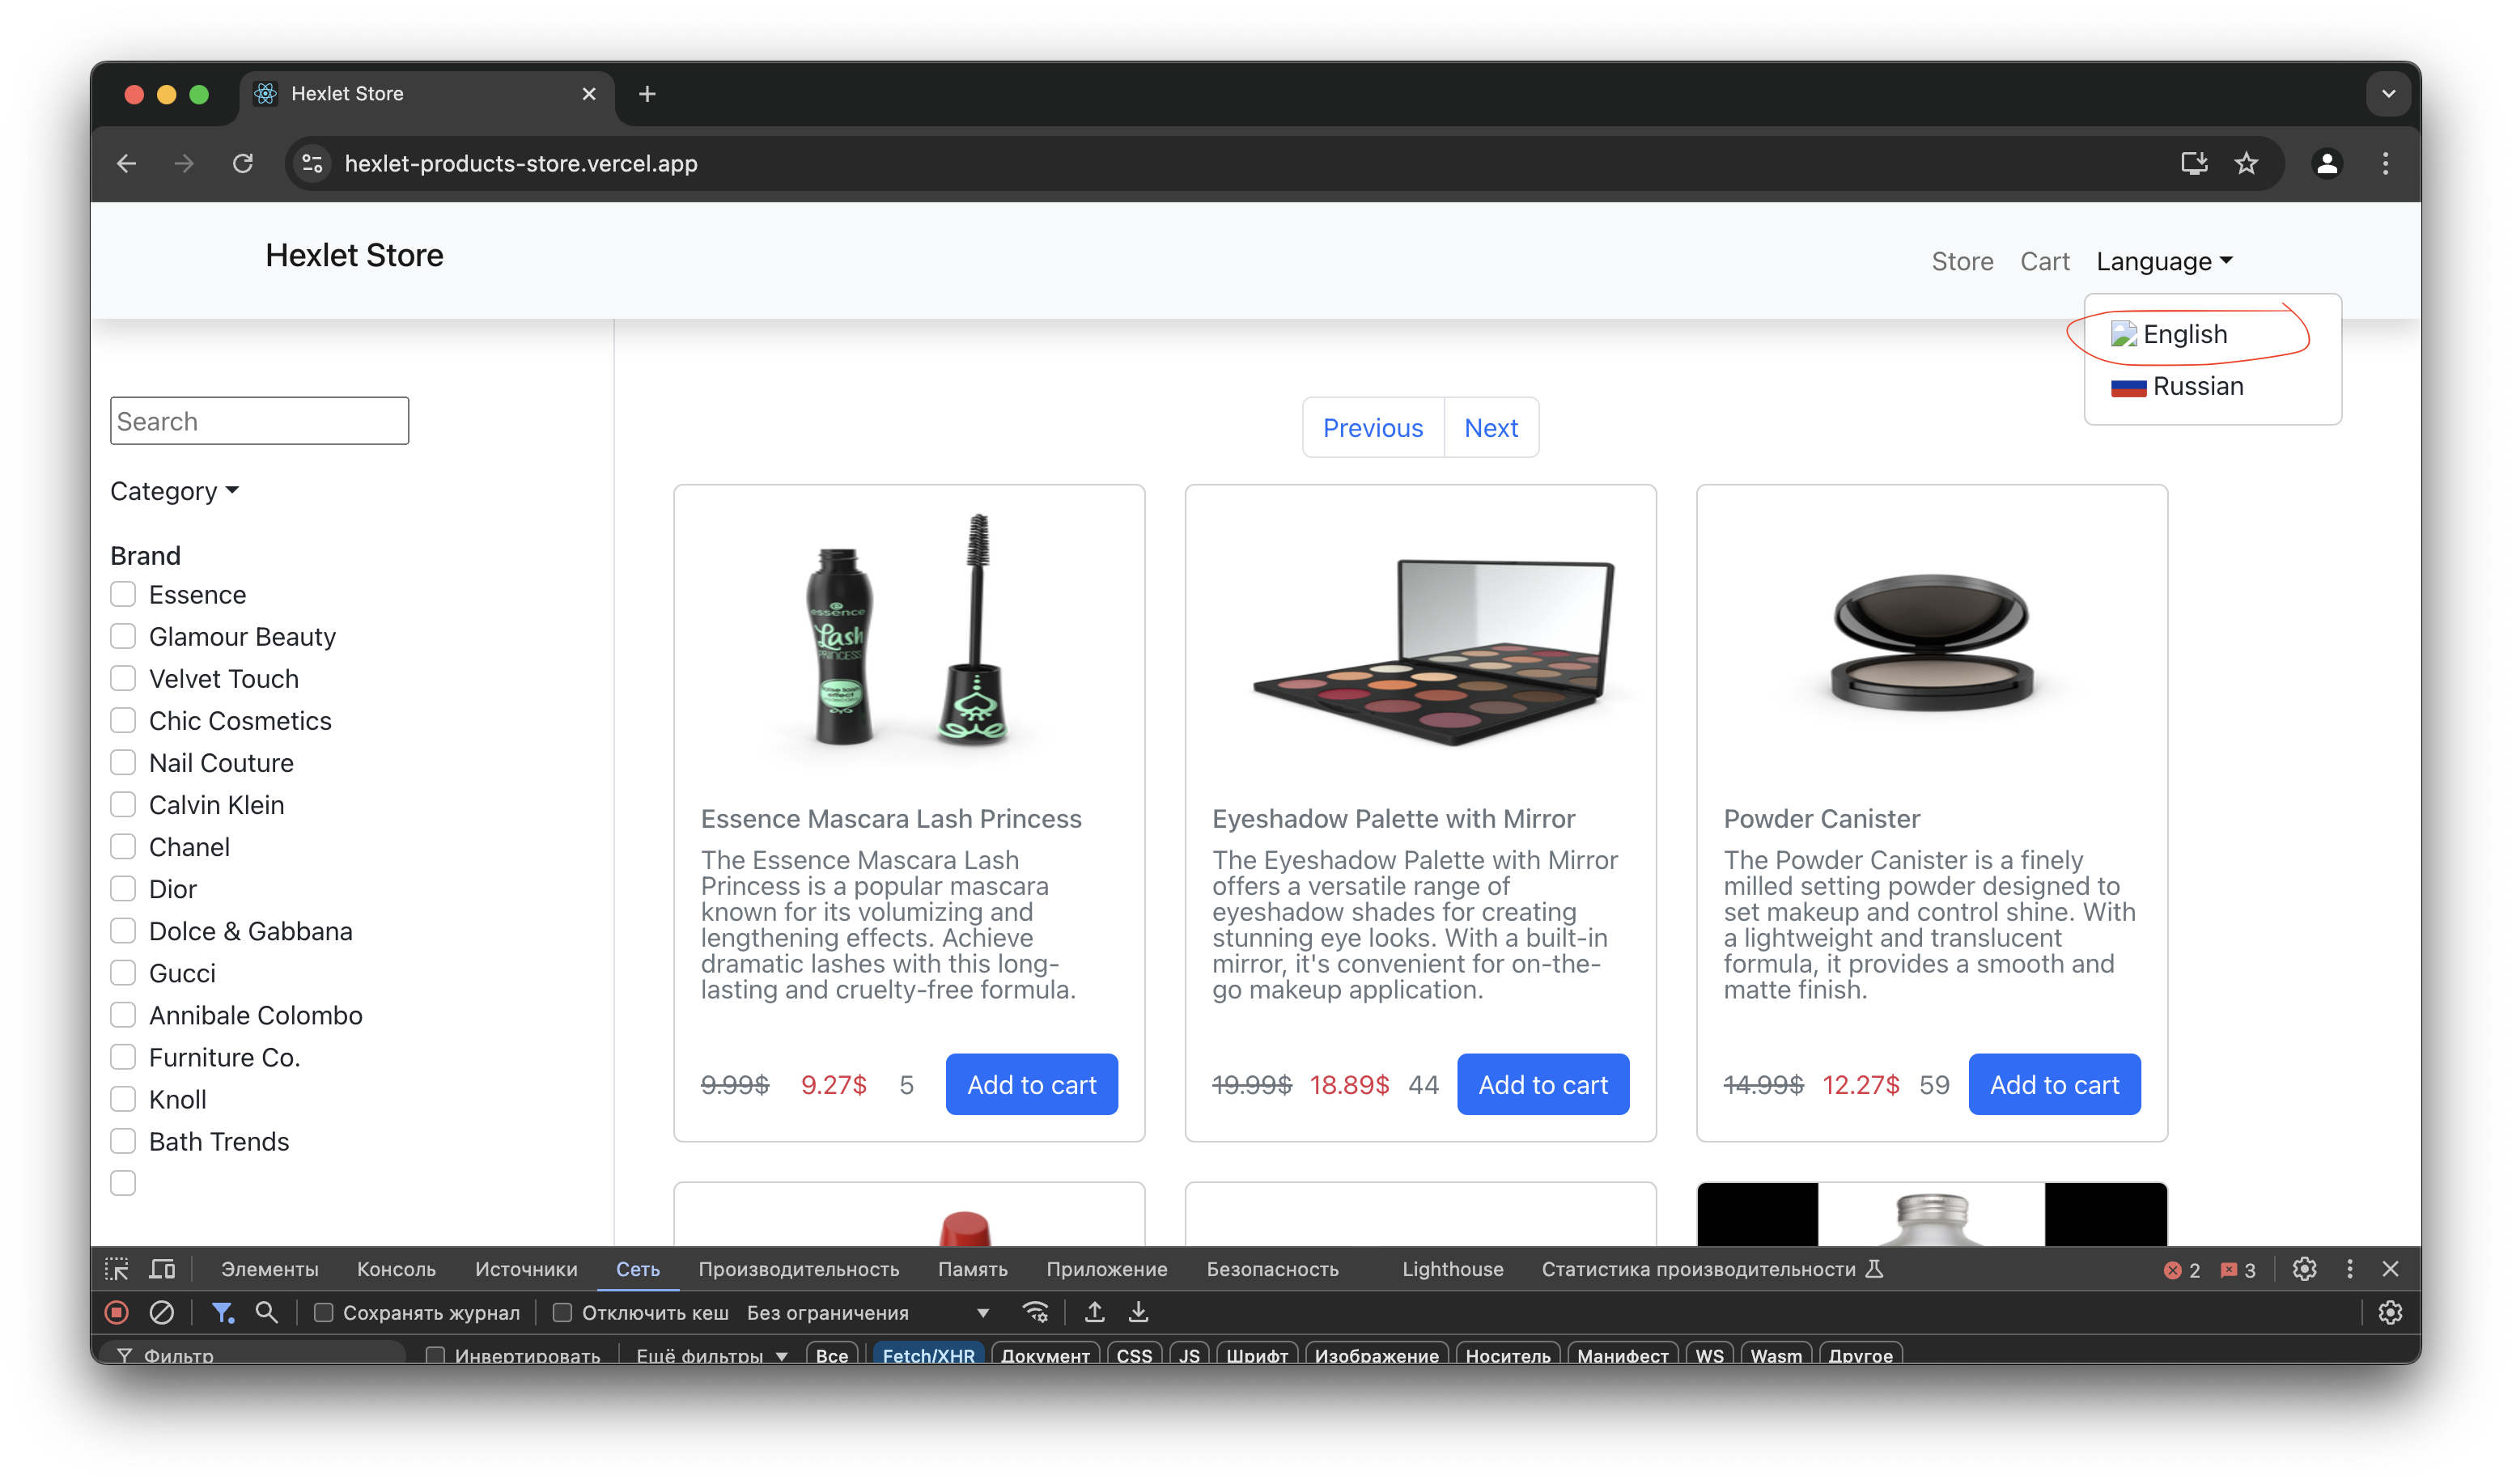 Hexlet Store
hexlet-products-store.vercel.app
Hexlet Store
Store Cart Language
English
Russian
Search
Category
Brand
Essence
Glamour Beauty
Velvet Touch
Chic Cosmetics
Nail Couture
Calvin Klein
Chanel
Dior
Dolce & Gabbana
Gucci
Annibale Colombo
Furniture Co.
Knoll
Bath Trends
Previous Next
essence
Lash
PRINCESS
Essence Mascara Lash Princess
The Essence Mascara Lash
Princess is a popular mascara
known for its volumizing and
lengthening effects. Achieve
dramatic lashes with this long-
lasting and cruelty-free formula.
9.99$ 9.27$ 5 Add to cart
Eyeshadow Palette with Mirror
The Eyeshadow Palette with Mirror
offers a versatile range of
eyeshadow shades for creating
stunning eye looks. With a built-in
mirror, it's convenient for on-the-
go makeup application.
19.99$ 18.89$ 44 Add to cart
Powder Canister
The Powder Canister is a finely
milled setting powder designed to
set makeup and control shine. With
a lightweight and translucent
formula, it provides a smooth and
matte finish.
14.99$ 12.27$ 59 Add to cart
Элементы Консоль Источники Сеть Производительность Память Приложение Безопасность Lighthouse Статистика производительности 2 3
Сохранять журнал Отключить кеш Без ограничения
Фильтр Инвертировать Ещё фильтры Все Fetch/XHR Документ CSS JS Шрифт Изображение Носитель Манифест WS Wasm Другое